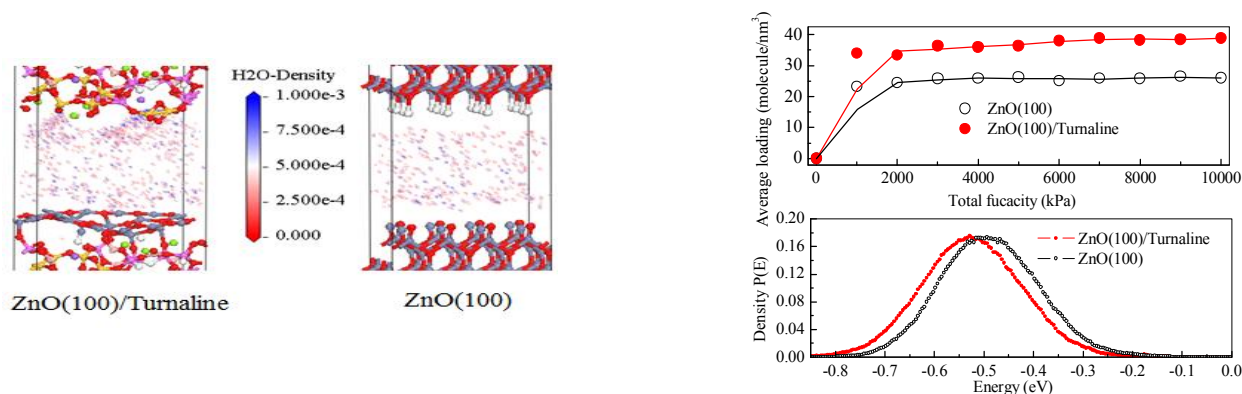 H2O-Density
1.000e-3
7.500e-4
5.000e-4
2.500e-4
0.000
ZnO(100)/Turnaline
ZnO(100)
Average loading (molecule/nm³)
40
30
20
10
0
ZnO(100)
ZnO(100)/Turnaline
0 2000 4000 6000 8000 10000
Total fucacity (kPa)
Density P(E)
0.20
0.16
0.12
0.08
0.04
0.00
ZnO(100)/Turnaline
ZnO(100)
-0.8 -0.7 -0.6 -0.5 -0.4 -0.3 -0.2 -0.1 0.0
Energy (eV)